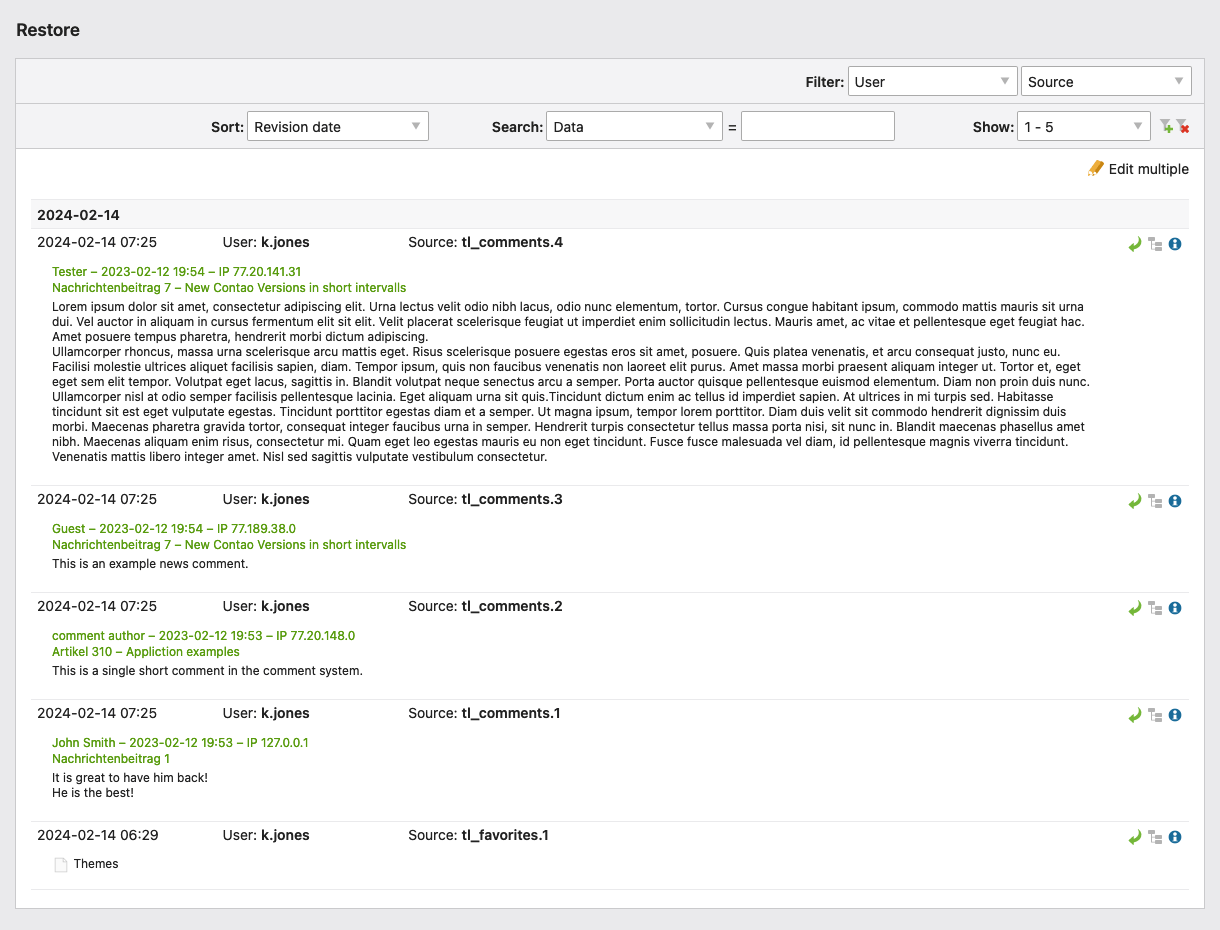 Restore
Filter: User Source
Sort: Revision date Search: Data = Show: 1 - 5
Edit multiple
2024-02-14
2024-02-14 07:25 User: k.jones Source: tl_comments.4
Tester – 2023-02-12 19:54 – IP 77.20.141.31
Nachrichtenbeitrag 7 – New Contao Versions in short intervalls
Lorem ipsum dolor sit amet, consectetur adipiscing elit. Urna lectus velit odio nibh lacus, odio nunc elementum, tortor. Cursus congue habitant ipsum, commodo mattis mauris sit urna
dui. Vel auctor in aliquam in cursus fermentum elit sit elit. Velit placerat scelerisque feugiat ut imperdiet enim sollicitudin lectus. Mauris amet, ac vitae et pellentesque eget feugiat hac.
Amet posuere tempus pharetra, hendrerit morbi dictum adipiscing.
Ullamcorper rhoncus, massa urna scelerisque arcu mattis eget. Risus scelerisque posuere egestas eros sit amet, posuere. Quis platea venenatis, et arcu consequat justo, nunc eu.
Facilisi molestie ultrices aliquet facilisis sapien, diam. Tempor ipsum, quis non faucibus venenatis non laoreet elit purus. Amet massa morbi praesent aliquam integer ut. Tortor et, eget
eget sem elit tempor. Volutpat eget lacus, sagittis in. Blandit volutpat neque senectus arcu a semper. Porta auctor quisque pellentesque euismod elementum. Diam non proin duis nunc.
Ullamcorper nisl at odio semper facilisis pellentesque lacinia. Eget aliquam urna sit quis.Tincidunt dictum enim ac tellus id imperdiet sapien. At ultrices in mi turpis sed. Habitasse
tincidunt sit est eget vulputate egestas. Tincidunt porttitor egestas diam et a semper. Ut magna ipsum, tempor lorem porttitor. Diam duis velit sit commodo hendrerit dignissim duis
morbi. Maecenas pharetra gravida tortor, consequat integer faucibus urna in semper. Hendrerit turpis consectetur tellus massa porta nisi, sit nunc in. Blandit maecenas phasellus amet
nibh. Maecenas aliquam enim risus, consectetur mi. Quam eget leo egestas mauris eu non eget tincidunt. Fusce fusce malesuada vel diam, id pellentesque magnis viverra tincidunt.
Venenatis mattis libero integer amet. Nisl sed sagittis vulputate vestibulum consectetur.
2024-02-14 07:25 User: k.jones Source: tl_comments.3
Guest – 2023-02-12 19:54 – IP 77.189.38.0
Nachrichtenbeitrag 7 – New Contao Versions in short intervalls
This is an example news comment.
2024-02-14 07:25 User: k.jones Source: tl_comments.2
comment author – 2023-02-12 19:53 – IP 77.20.148.0
Artikel 310 – Appliction examples
This is a single short comment in the comment system.
2024-02-14 07:25 User: k.jones Source: tl_comments.1
John Smith – 2023-02-12 19:53 – IP 127.0.0.1
Nachrichtenbeitrag 1
It is great to have him back!
He is the best!
2024-02-14 06:29 User: k.jones Source: tl_favorites.1
Themes